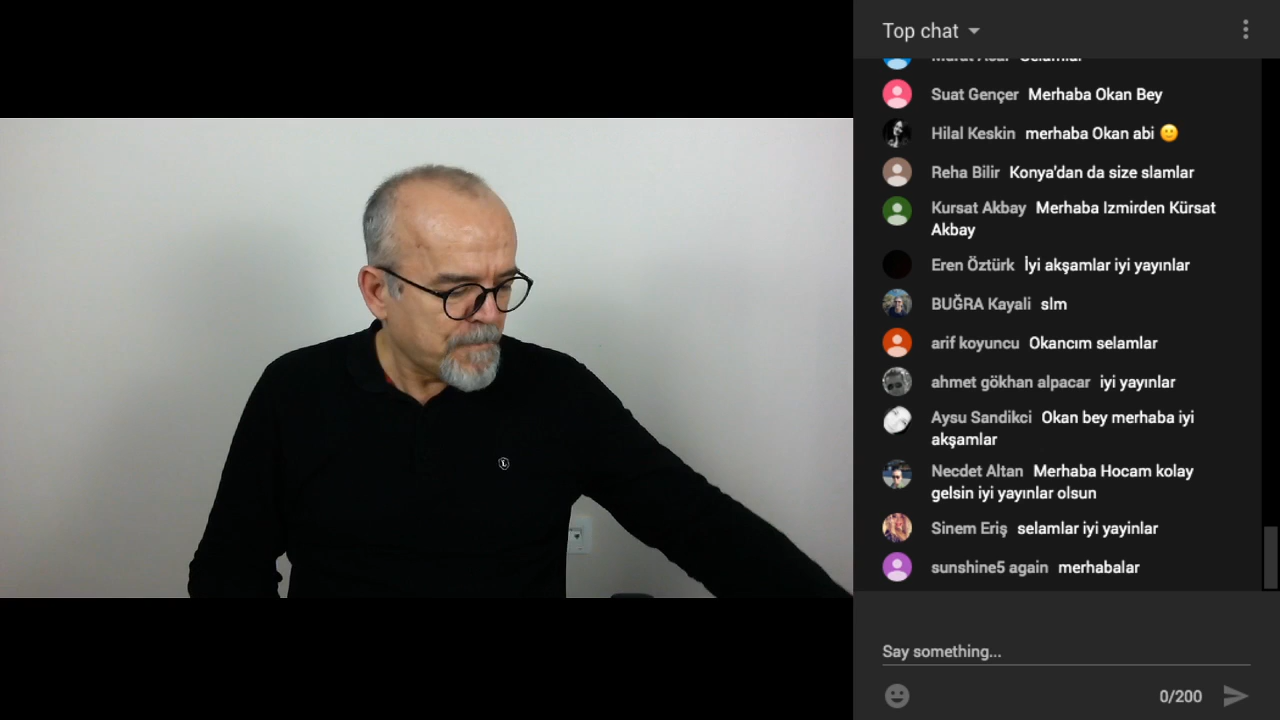 Top chat
Suat Gençer Merhaba Okan Bey
Hilal Keskin merhaba Okan abi
Reha Bilir Konya'dan da size slamlar
Kursat Akbay Merhaba Izmirden Kürsat
Akbay
Eren Öztürk İyi akşamlar iyi yayınlar
BUĞRA Kayali slm
arif koyuncu Okancım selamlar
ahmet gökhan alpacar iyi yayınlar
Aysu Sandikci Okan bey merhaba iyi
akşamlar
Necdet Altan Merhaba Hocam kolay
gelsin iyi yayınlar olsun
Sinem Eriş selamlar iyi yayinlar
sunshine5 again merhabalar
Say something...
0/200